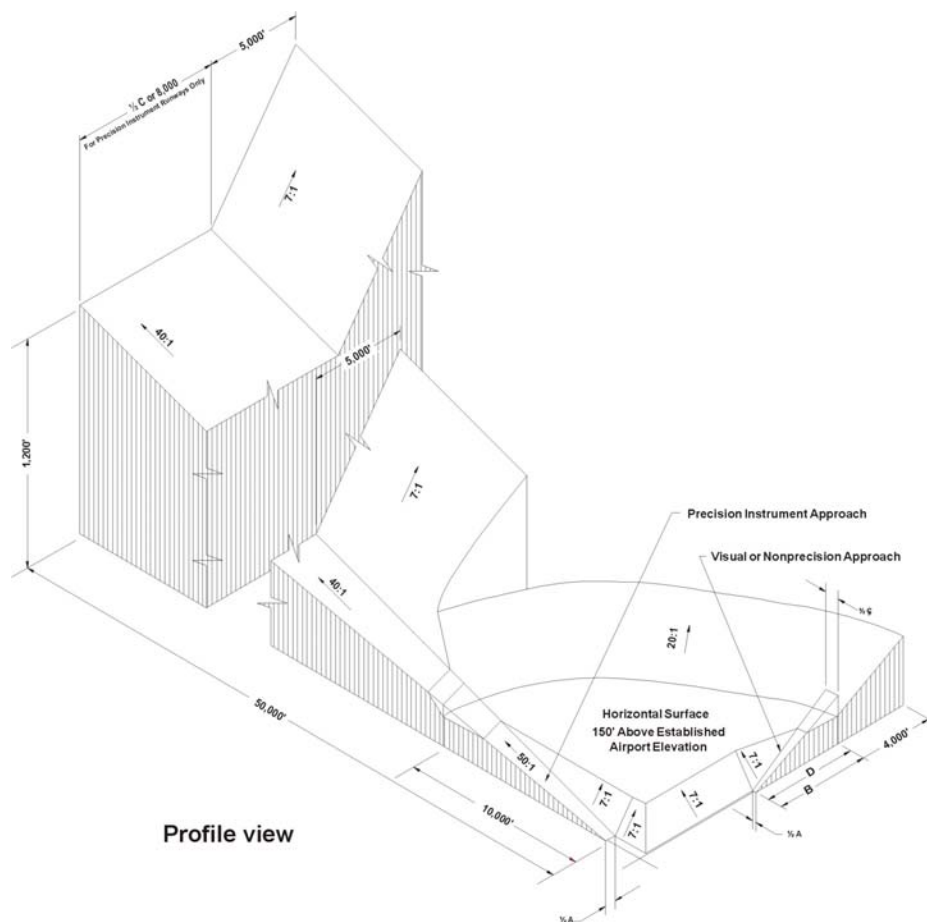 5,000'
½ C or 8,000
For Precision Instrument Runways Only
7:1
40:1
5,000'
1,200'
7:1
Precision Instrument Approach
Visual or Nonprecision Approach
40:1
½ C
20:1
50,000'
Horizontal Surface
150' Above Established
Airport Elevation
4,000'
50:1
7:1
7:1
7:1
7:1
D
B
10,000'
Profile view
½ A
½ A